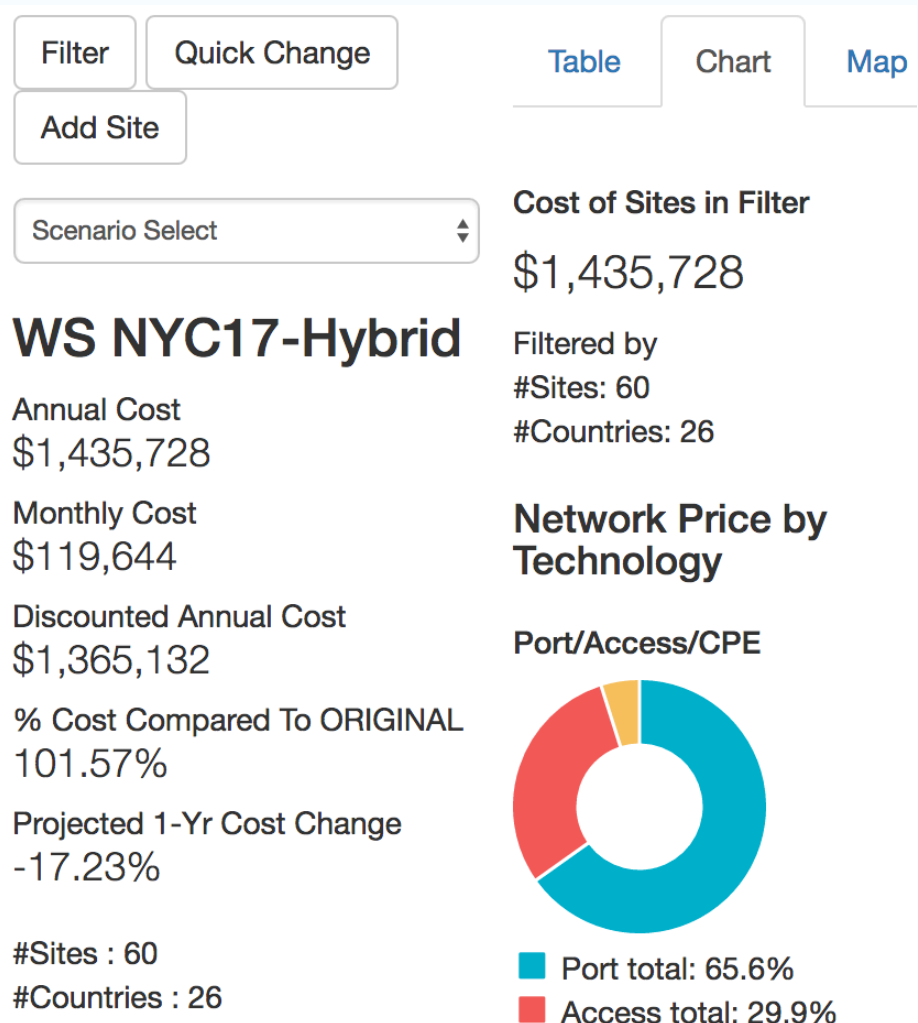 Filter
Quick Change
Add Site
Scenario Select
WS NYC17-Hybrid
Annual Cost
$1,435,728
Monthly Cost
$119,644
Discounted Annual Cost
$1,365,132
% Cost Compared To ORIGINAL
101.57%
Projected 1-Yr Cost Change
-17.23%
#Sites : 60
#Countries : 26
Table
Chart
Map
Cost of Sites in Filter
$1,435,728
Filtered by
#Sites: 60
#Countries: 26
Network Price by
Technology
Port/Access/CPE
Port total: 65.6%
Access total: 29.9%